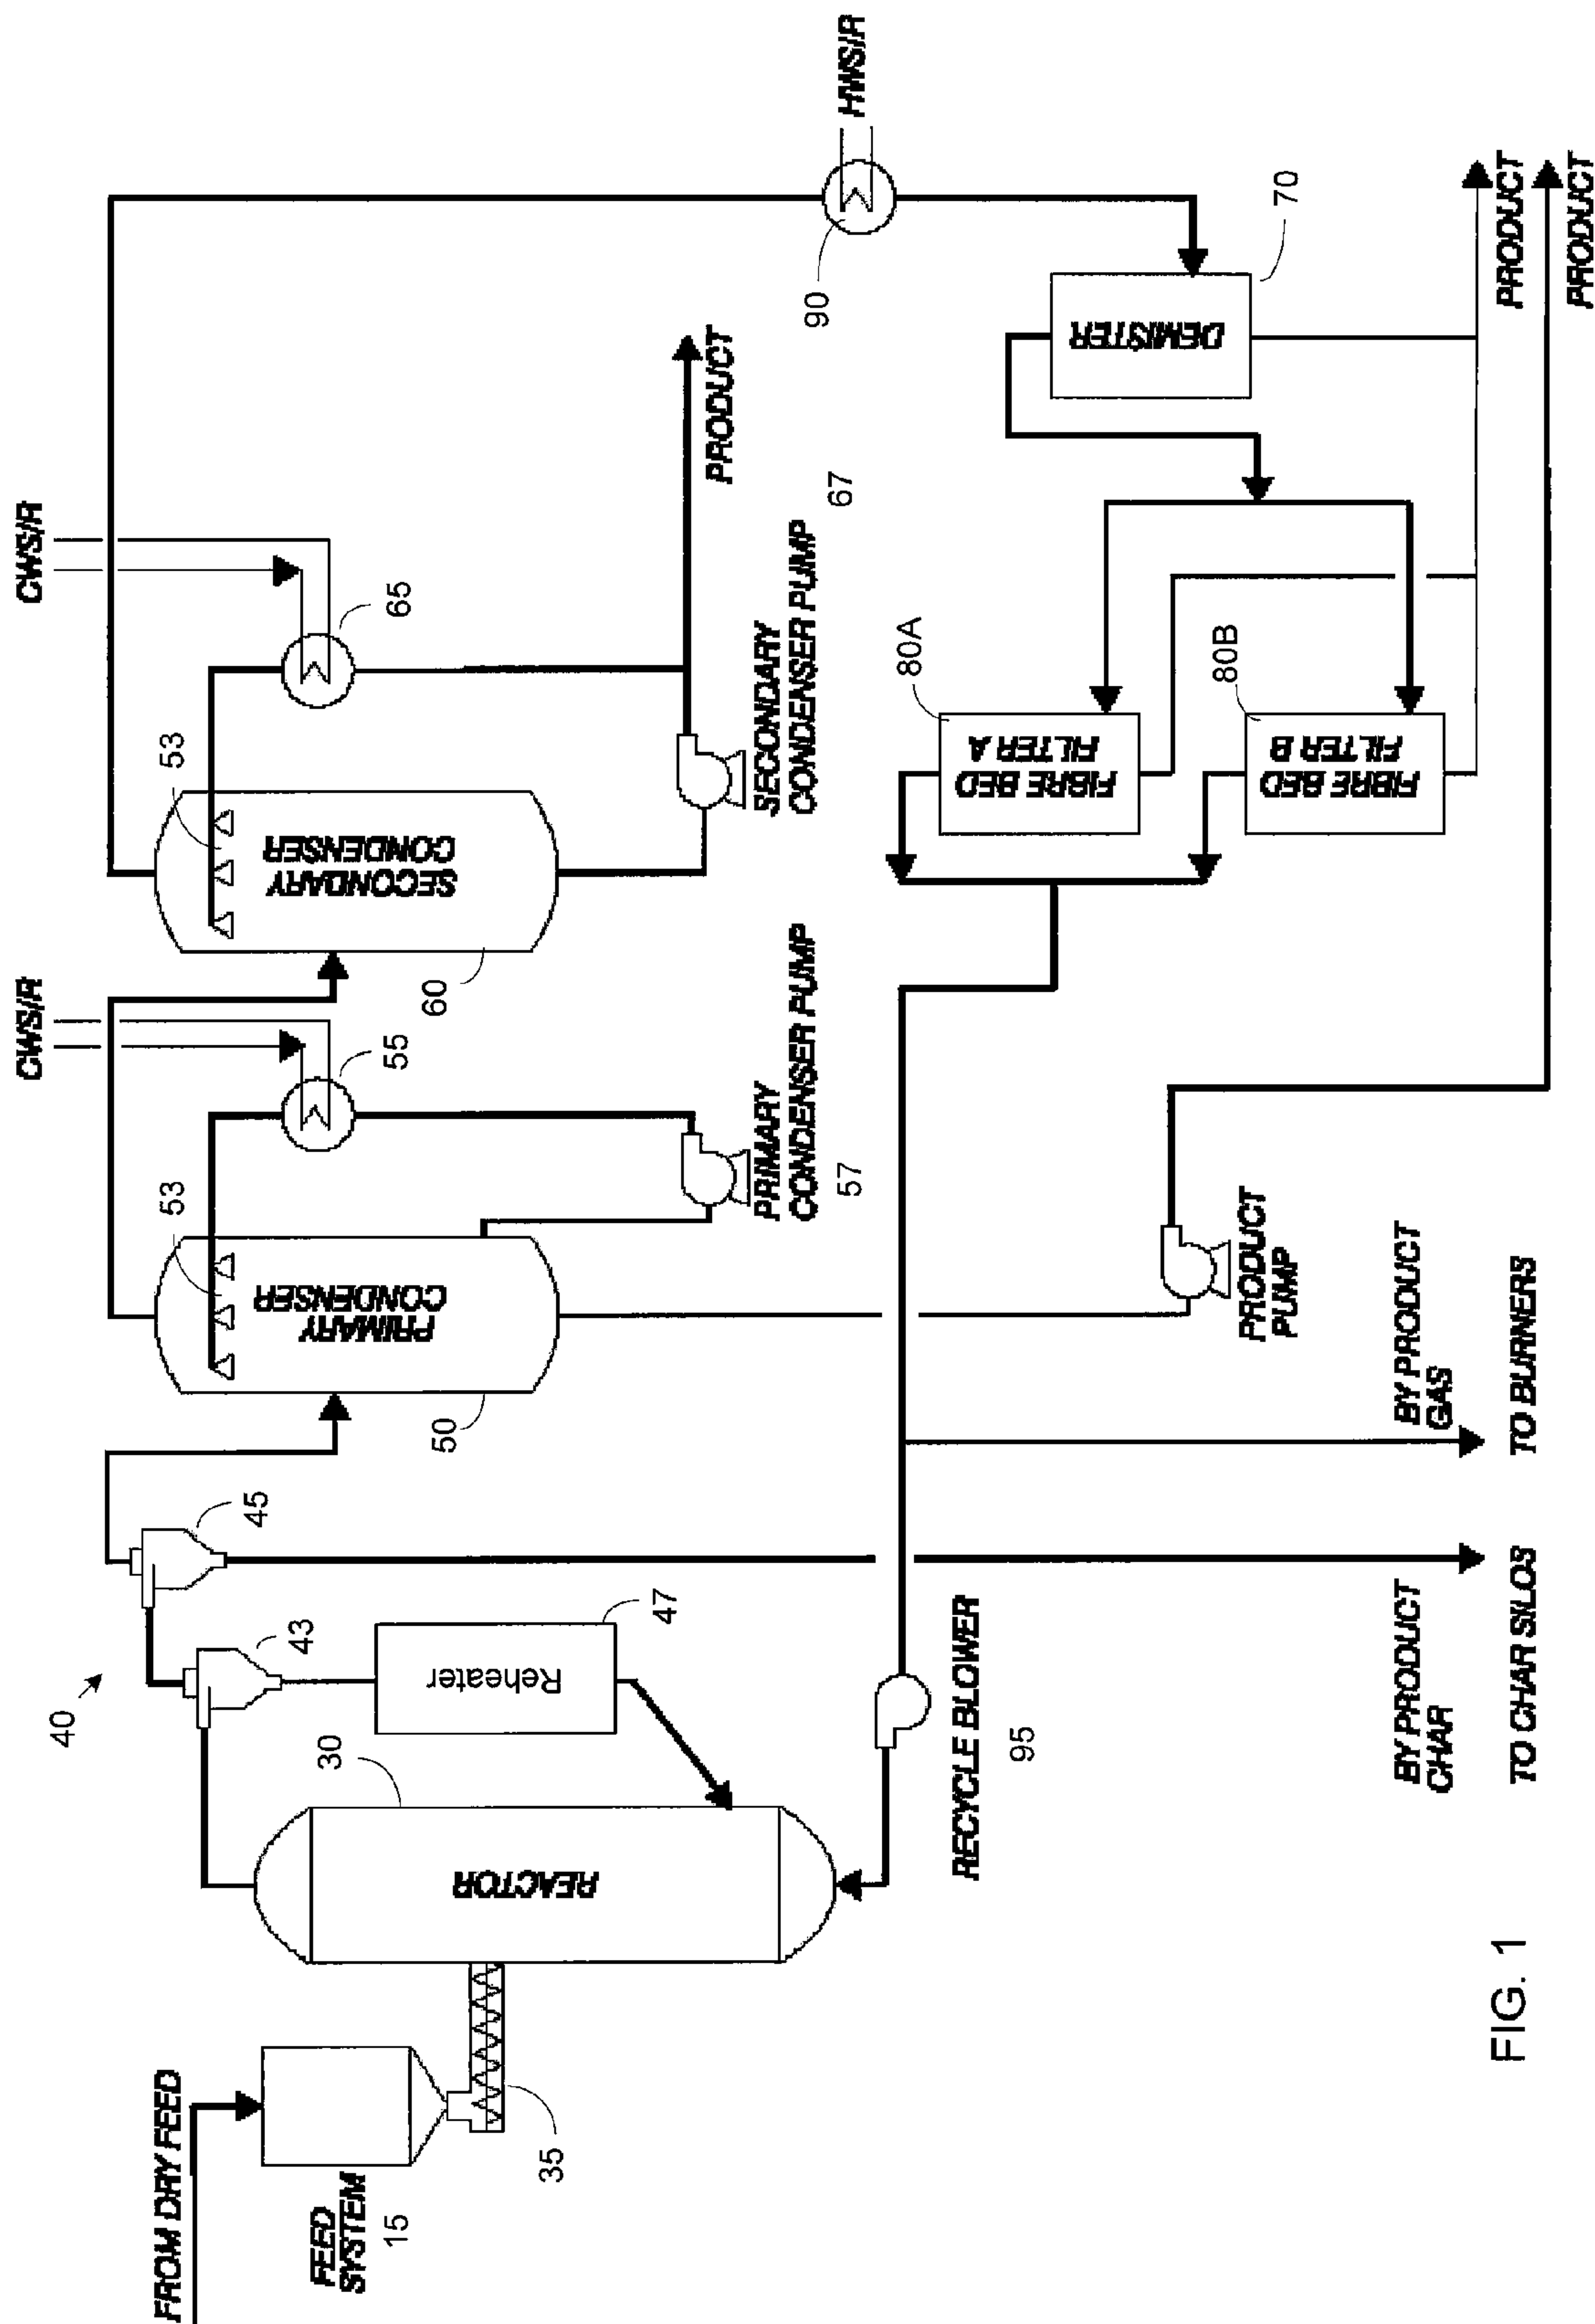 FROM DRY FEED
FEED
SYSTEM
15
35
REACTOR
30
40
43
45
Reheater
47
RECYCLE BLOWER
95
BY PRODUCT
CHAR
TO CHAR SILOS
BY PRODUCT
GAS
TO BURNERS
PRIMARY
CONDENSER
50
53
CWS/R
55
PRIMARY
CONDENSER PUMP
57
PRODUCT
PUMP
SECONDARY
CONDENSER
60
53
CWS/R
65
SECONDARY
CONDENSER PUMP
67
PRODUCT
FIBRE BED
FILTER A
80A
FIBRE BED
FILTER B
80B
DEMISTER
70
90
HWS/R
PRODUCT
PRODUCT
FIG. 1